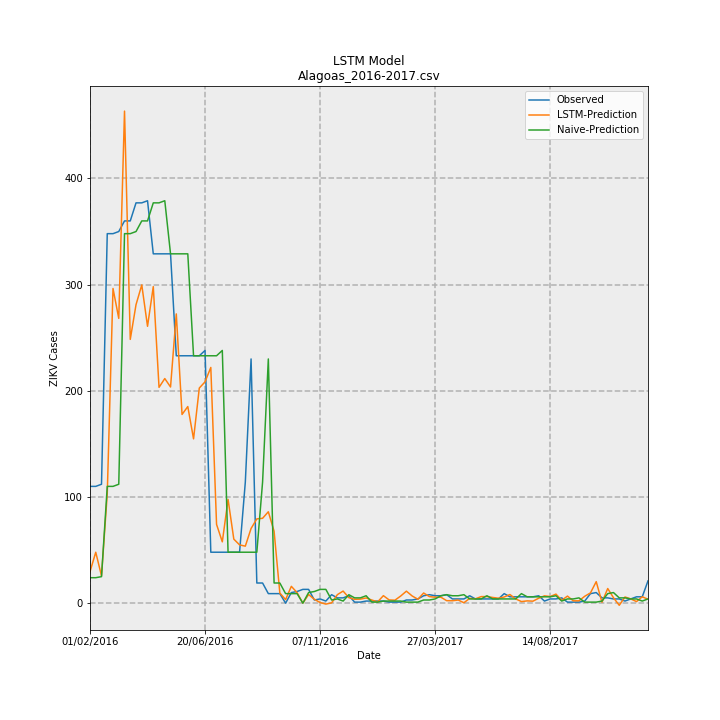 LSTM Model
Alagoas_2016-2017.csv
Observed
LSTM-Prediction
Naive-Prediction
ZIKV Cases
400
300
200
100
0
01/02/2016
20/06/2016
07/11/2016
27/03/2017
14/08/2017
Date